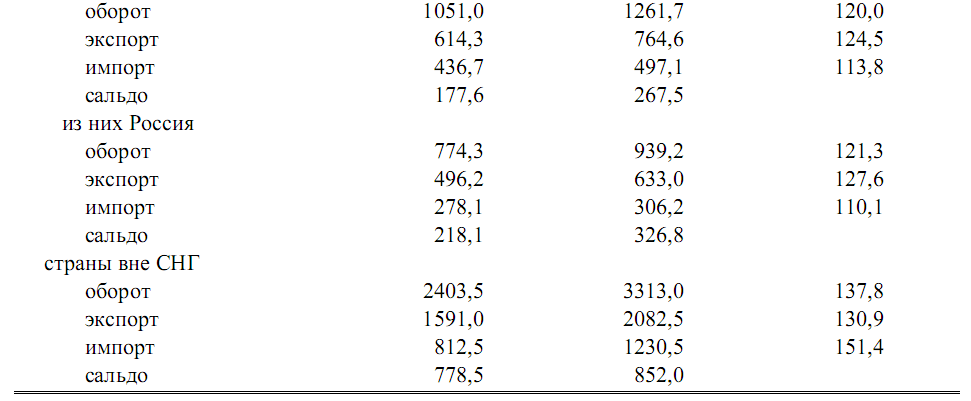 оборот 1051,0 1261,7 120,0
экспорт 614,3 764,6 124,5
импорт 436,7 497,1 113,8
сальдо 177,6 267,5
из них Россия
оборот 774,3 939,2 121,3
экспорт 496,2 633,0 127,6
импорт 278,1 306,2 110,1
сальдо 218,1 326,8
страны вне СНГ
оборот 2403,5 3313,0 137,8
экспорт 1591,0 2082,5 130,9
импорт 812,5 1230,5 151,4
сальдо 778,5 852,0